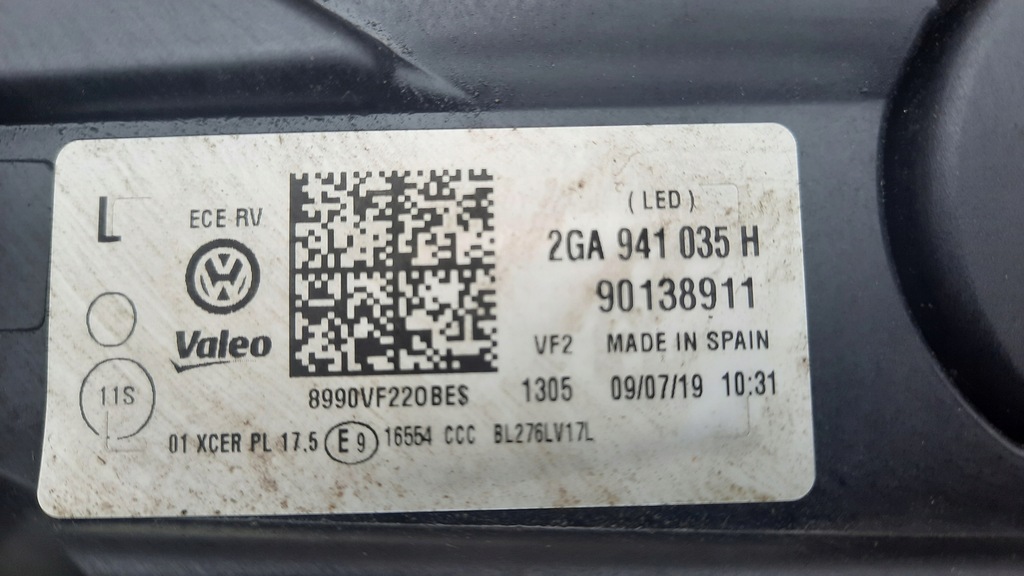 L
ECE RV
Valeo
11S
(LED)
2GA 941 035 H
90138911
VF2 MADE IN SPAIN
8990VF220BES 1305 09/07/19 10:31
01 XCER PL 17.5 E9 16554 CCC BL276LV17L